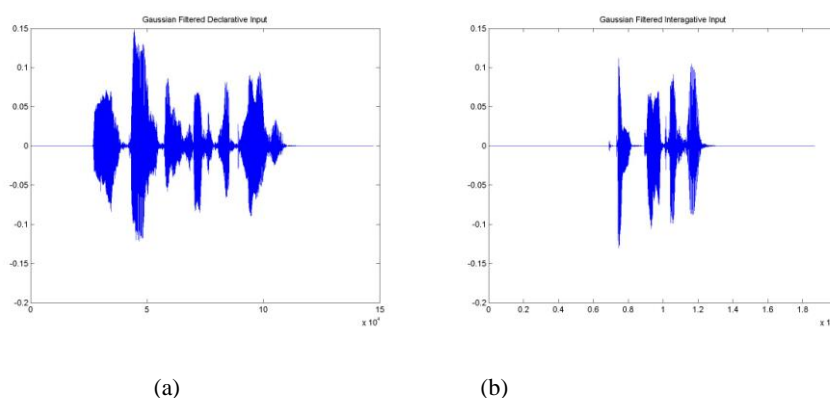 Gaussian Filtered Declarative Input
0.15
0.1
0.05
0
-0.05
-0.1
-0.15
-0.2
0 5 10 15
x 10⁴
(a)
Gaussian Filtered Interagative Input
0.15
0.1
0.05
0
-0.05
-0.1
-0.15
-0.2
0 0.2 0.4 0.6 0.8 1 1.2 1.4 1.6 1.8
x 1
(b)